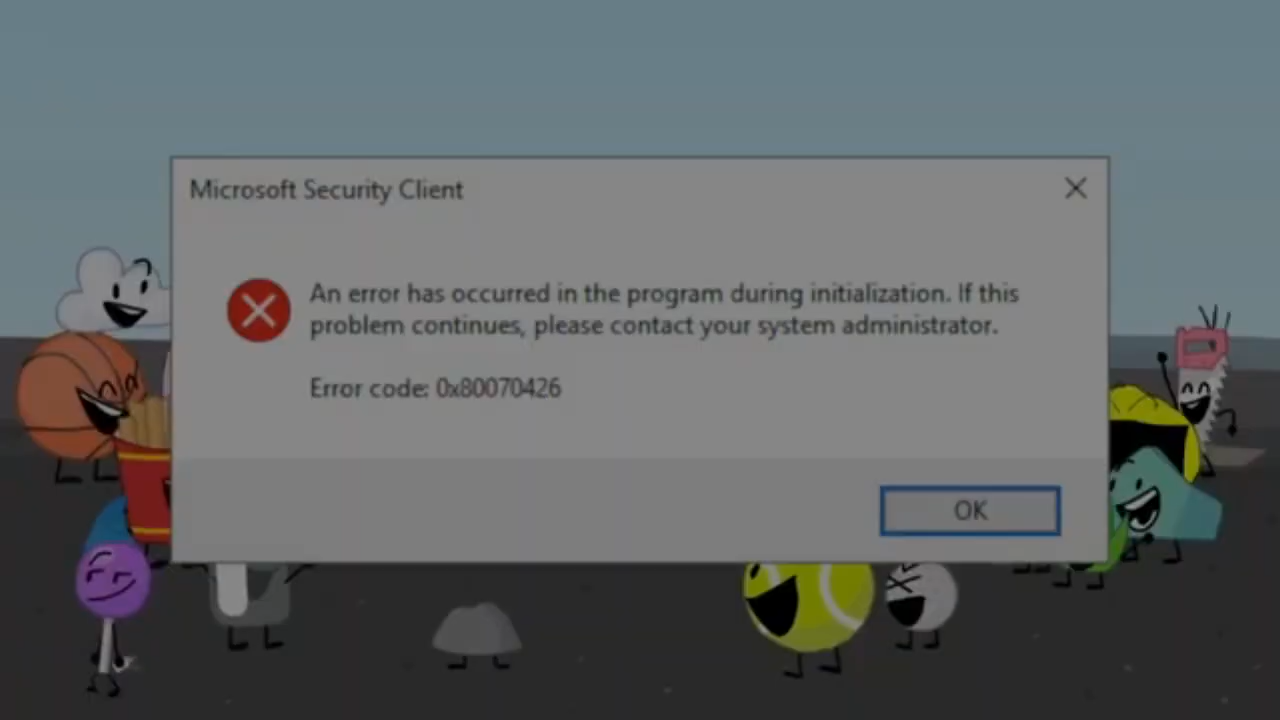 Microsoft Security Client
An error has occurred in the program during initialization. If this
problem continues, please contact your system administrator.
Error code: 0x80070426
OK